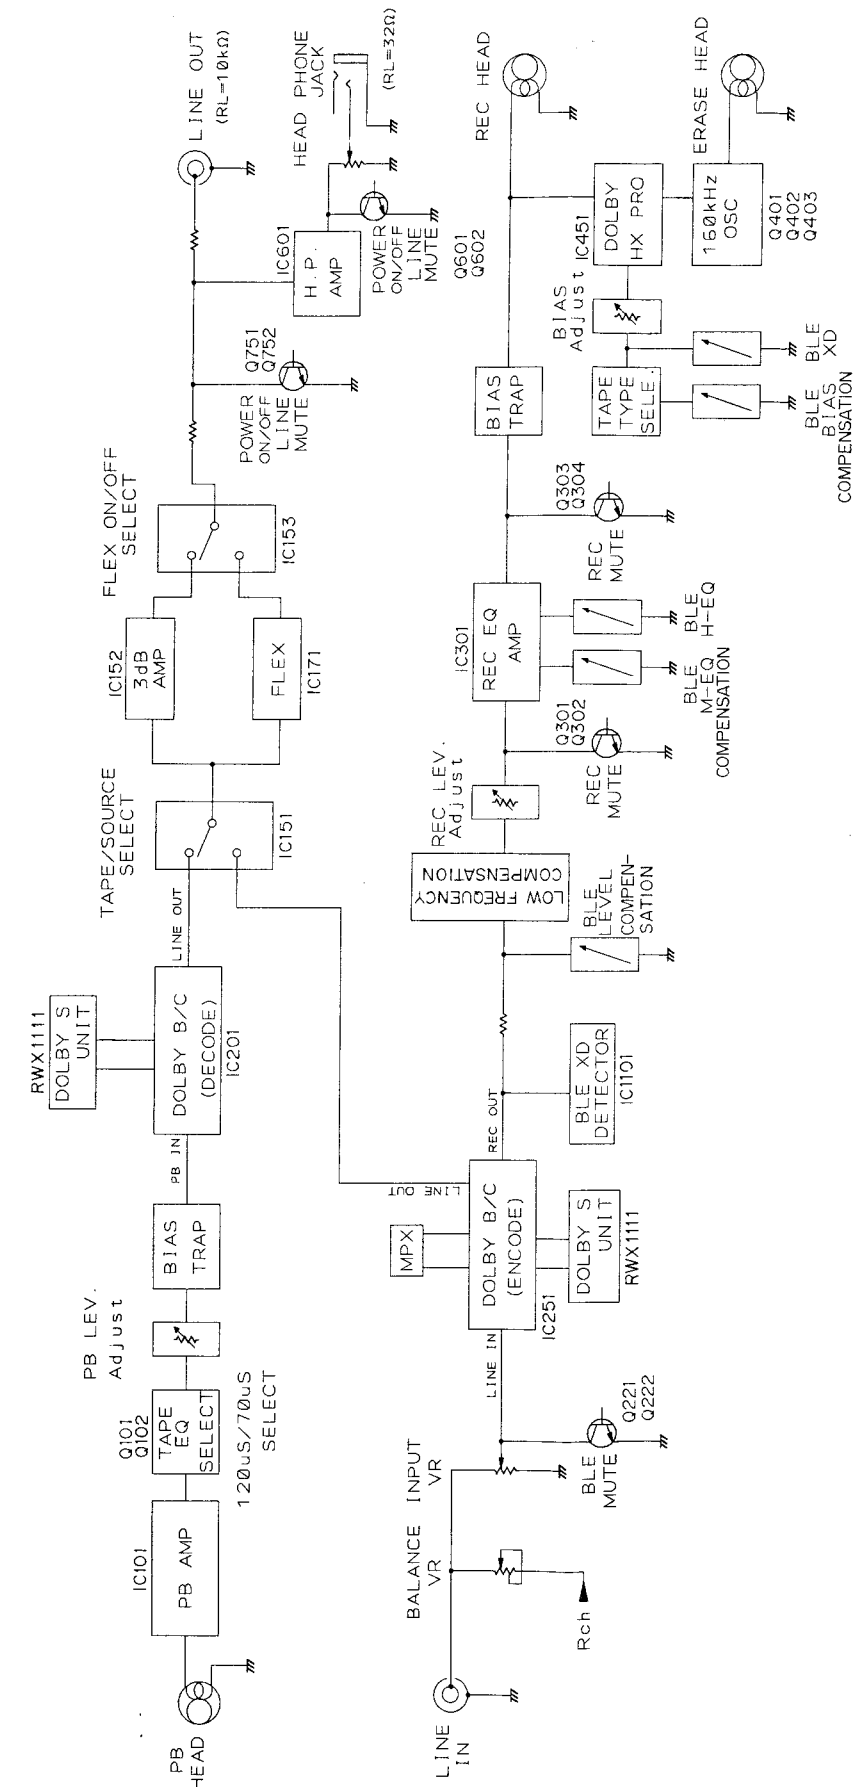 PB
HEAD
IC101
PB AMP
Q101
Q102
TAPE
EQ
SELECT
120uS/70uS
SELECT
PB LEV.
Adjust
BIAS
TRAP
PB IN
RWX1111
DOLBY S
UNIT
DOLBY B/C
(DECODE)
IC201
LINE OUT
TAPE/SOURCE
SELECT
IC151
IC152
3dB
AMP
FLEX
IC171
FLEX ON/OFF
SELECT
IC153
Q751
Q752
POWER
ON/OFF
LINE
MUTE
LINE OUT
(RL=10kΩ)
IC601
H.P.
AMP
HEAD PHONE
JACK
(RL=32Ω)
POWER
ON/OFF
LINE
MUTE
Q601
Q602
LINE
IN
BALANCE
VR
INPUT
VR
Rch
BLE
MUTE
Q221
Q222
LINE IN
MPX
LINE OUT
DOLBY B/C
(ENCODE)
IC251
DOLBY S
UNIT
RWX1111
REC OUT
BLE XD
DETECTOR
IC1101
BLE
LEVEL
COMPEN-
SATION
LOW FREQUENCY
COMPENSATION
REC LEV.
Adjust
Q301
Q302
REC
MUTE
IC301
REC EQ
AMP
BLE
M-EQ
COMPENSATION
BLE
H-EQ
Q303
Q304
REC
MUTE
BIAS
TRAP
REC HEAD
TAPE
TYPE
SELE.
BLE
BIAS
COMPENSATION
BLE
XD
BIAS
Adjust
IC451
DOLBY
HX PRO
160kHz
OSC
Q401
Q402
Q403
ERASE HEAD